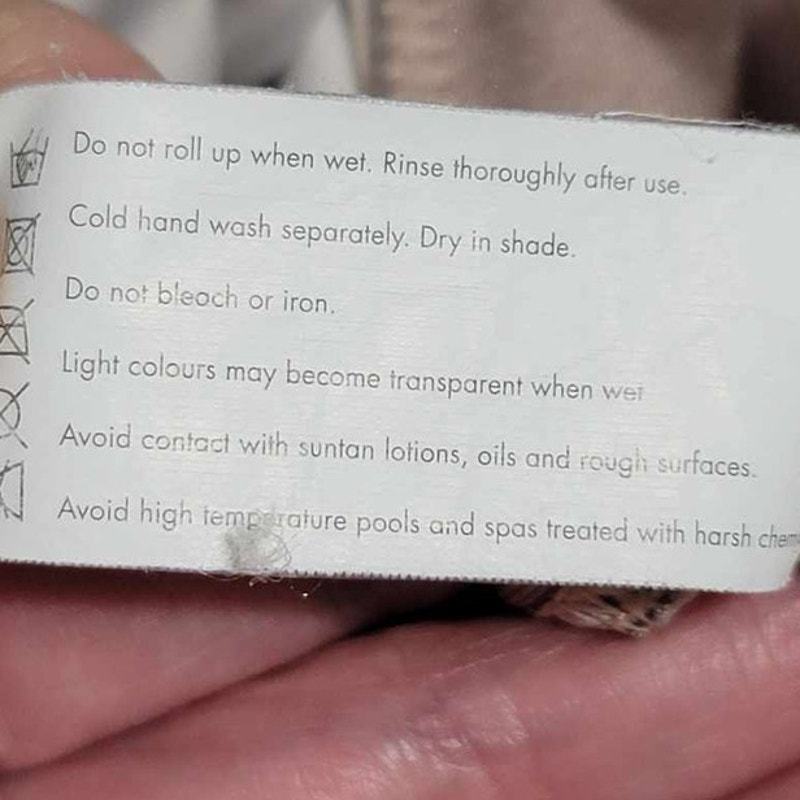 Do not roll up when wet. Rinse thoroughly after use.
Cold hand wash separately. Dry in shade.
Do not bleach or iron.
Light colours may become transparent when wet
Avoid contact with suntan lotions, oils and rough surfaces.
Avoid high temperature pools and spas treated with harsh